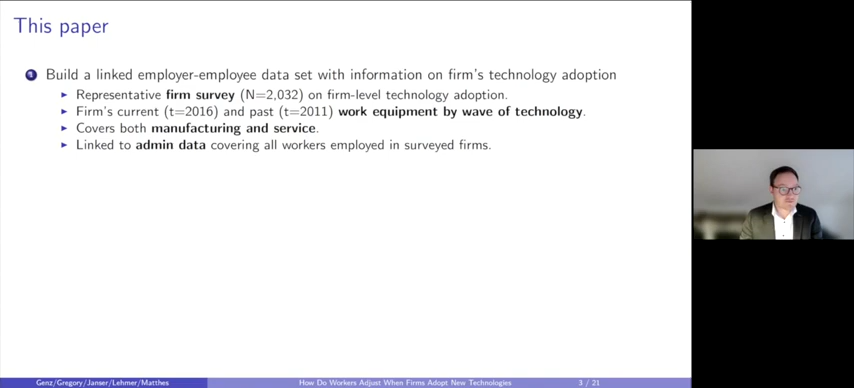 This paper
1 Build a linked employer-employee data set with information on firm's technology adoption
▶ Representative firm survey (N=2,032) on firm-level technology adoption.
▶ Firm's current (t=2016) and past (t=2011) work equipment by wave of technology.
▶ Covers both manufacturing and service.
▶ Linked to admin data covering all workers employed in surveyed firms.
Genz/Gregory/Janser/Lehmer/Matthes How Do Workers Adjust When Firms Adopt New Technologies 3 / 21